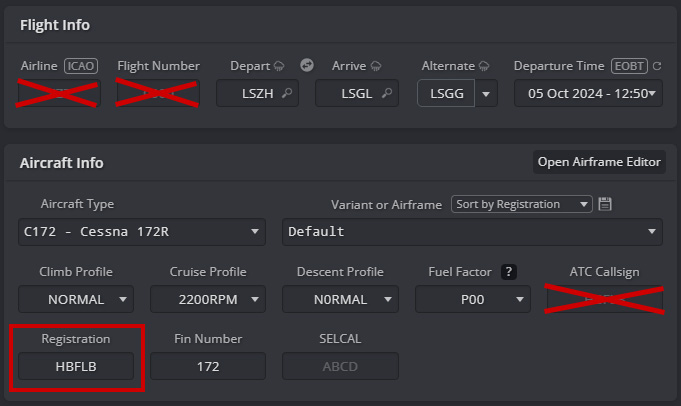 Flight Info
Airline ICAO Flight Number Depart Arrive Alternate Departure Time EOBT
LSZH LSGL LSGG 05 Oct 2024 - 12:50
Aircraft Info Open Airframe Editor
Aircraft Type Variant or Airframe Sort by Registration
C172 - Cessna 172R Default
Climb Profile Cruise Profile Descent Profile Fuel Factor ? ATC Callsign
NORMAL 2200RPM NORMAL P00
Registration Fin Number SELCAL
HBFLB 172 ABCD